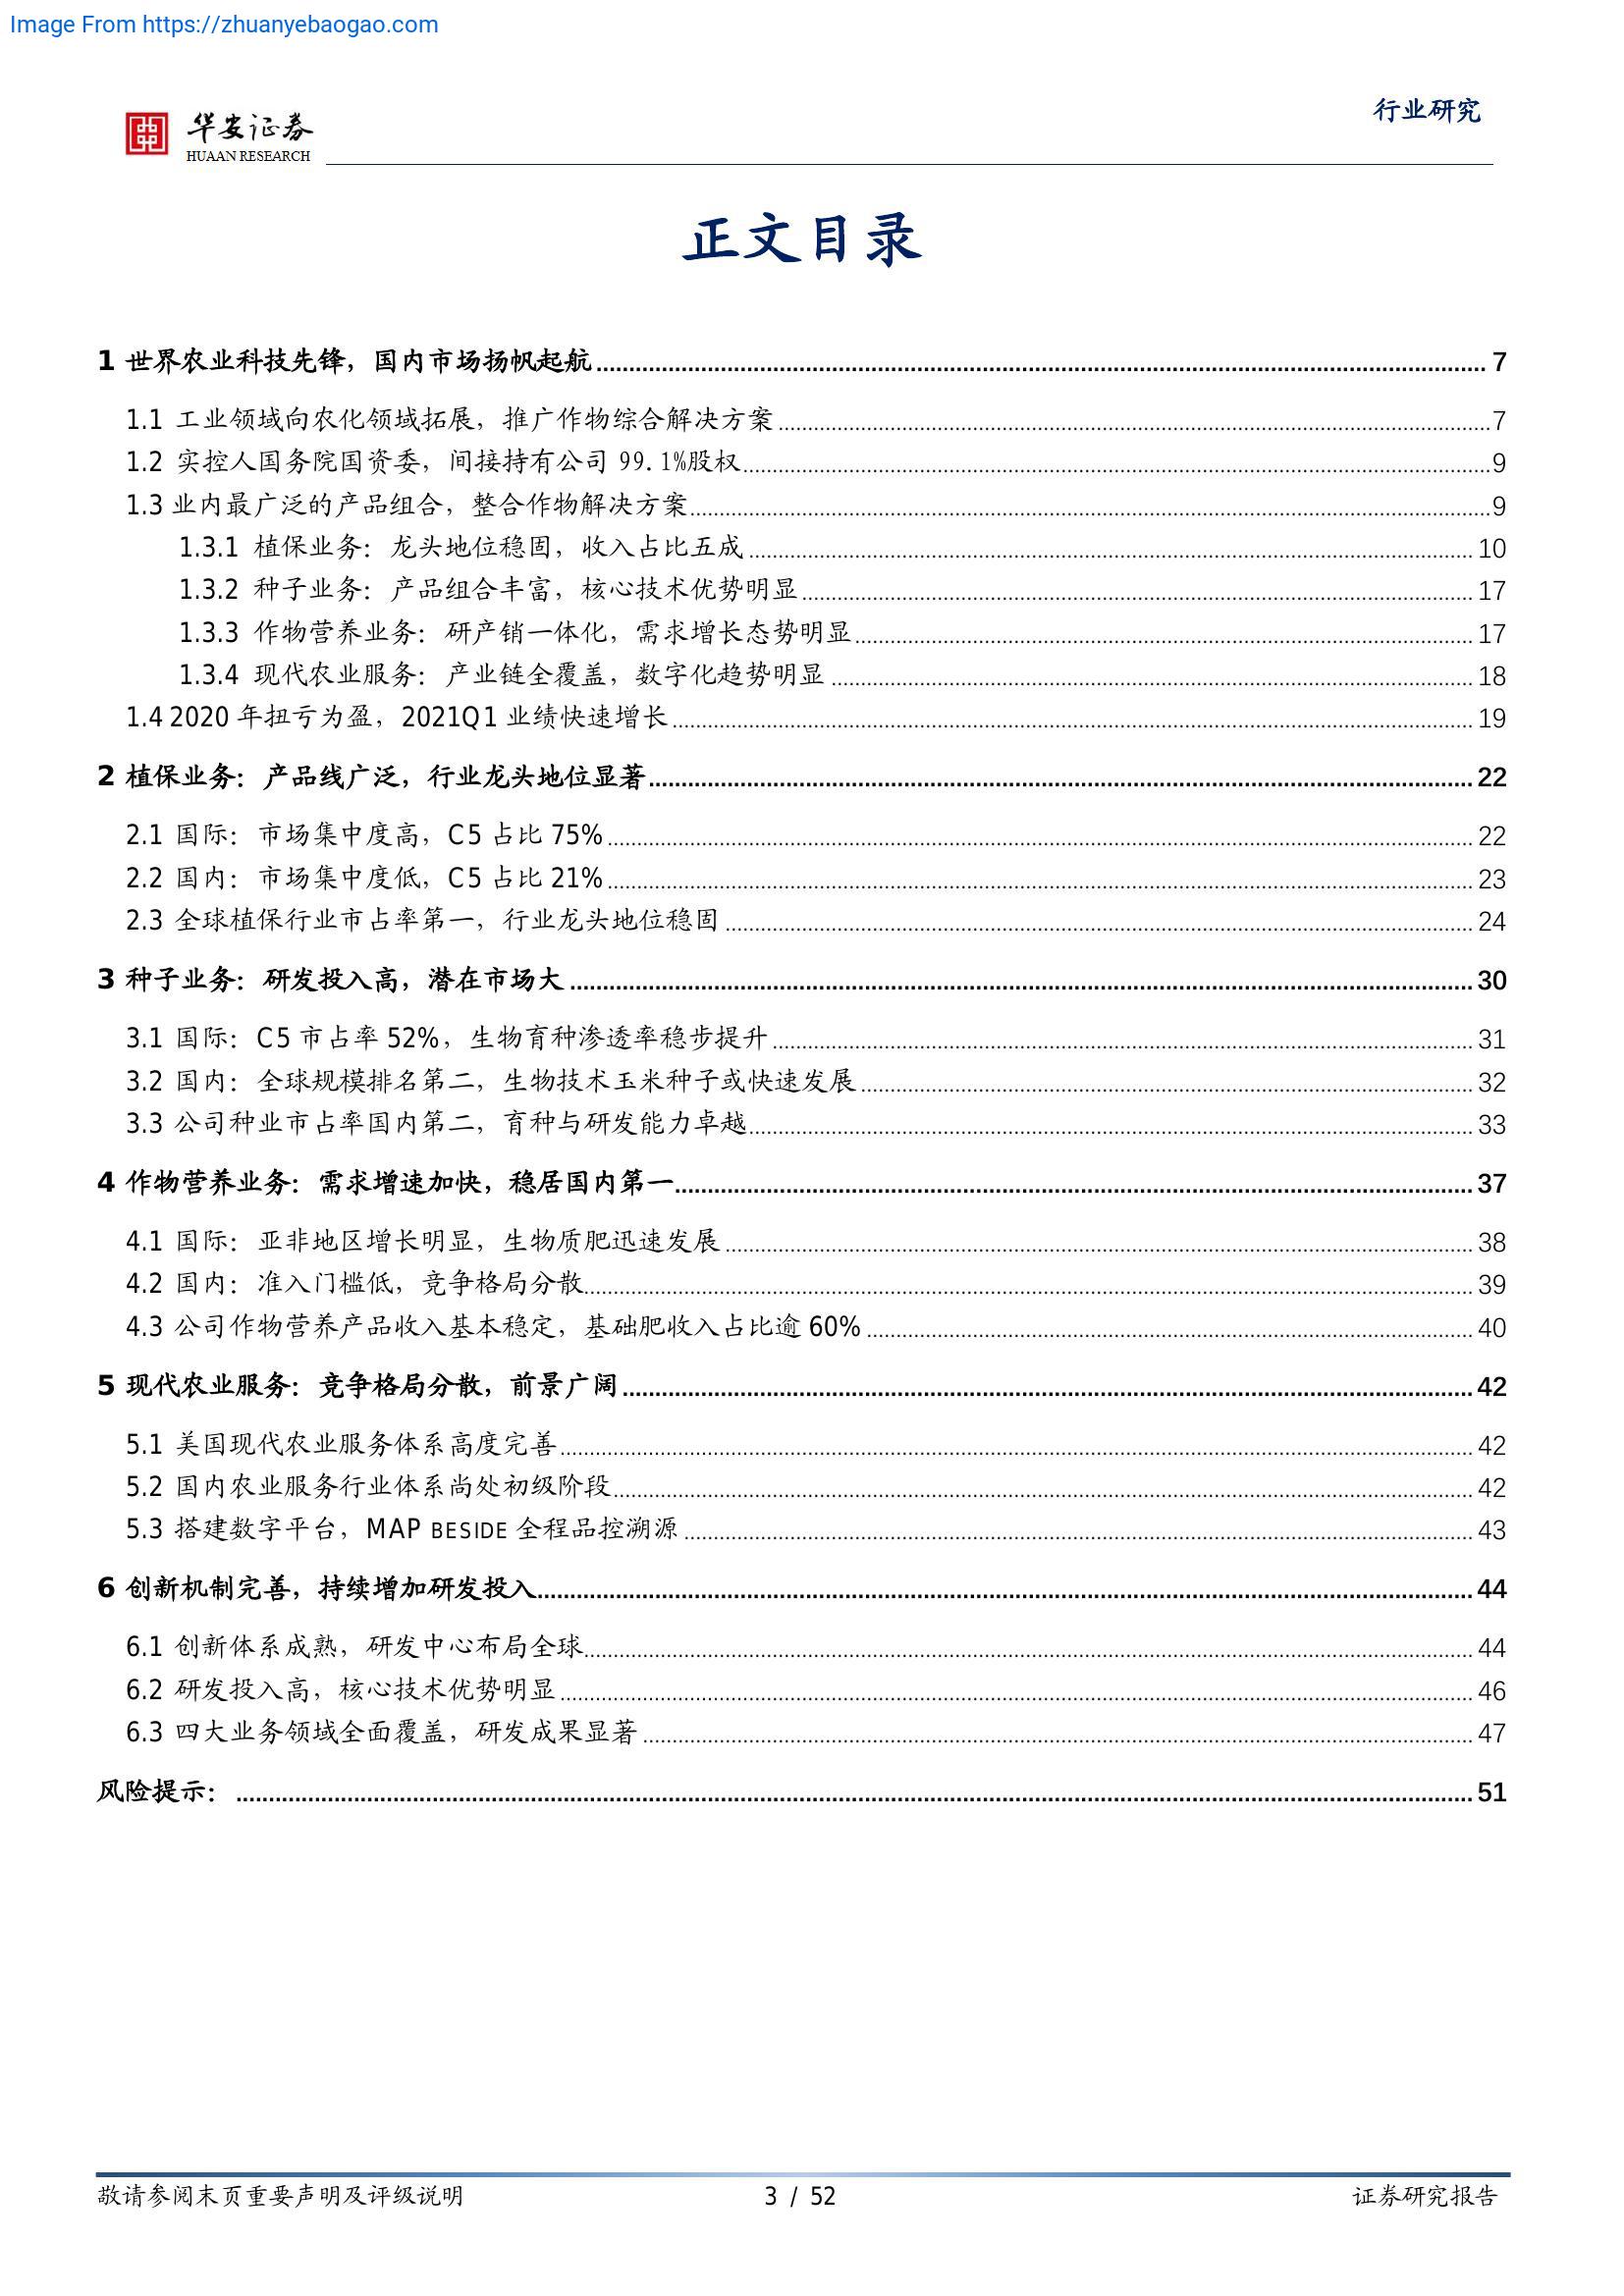 Image From https://zhuanyebaogao.com
行业研究
华安证券
HUAAN RESEARCH
正文目录
1 世界农业科技先锋，国内市场扬帆起航 7
1.1 工业领域向农化领域拓展，推广作物综合解决方案 7
1.2 实控人国务院国资委，间接持有公司 99.1%股权 9
1.3 业内最广泛的产品组合，整合作物解决方案 9
1.3.1 植保业务：龙头地位稳固，收入占比五成 10
1.3.2 种子业务：产品组合丰富，核心技术优势明显 17
1.3.3 作物营养业务：研产销一体化，需求增长态势明显 17
1.3.4 现代农业服务：产业链全覆盖，数字化趋势明显 18
1.4 2020 年扭亏为盈，2021Q1 业绩快速增长 19
2 植保业务：产品线广泛，行业龙头地位显著 22
2.1 国际：市场集中度高，C5 占比 75% 22
2.2 国内：市场集中度低，C5 占比 21% 23
2.3 全球植保行业市占率第一，行业龙头地位稳固 24
3 种子业务：研发投入高，潜在市场大 30
3.1 国际：C5 市占率 52%，生物育种渗透率稳步提升 31
3.2 国内：全球规模排名第二，生物技术玉米种子或快速发展 32
3.3 公司种业市占率国内第二，育种与研发能力卓越 33
4 作物营养业务：需求增速加快，稳居国内第一 37
4.1 国际：亚非地区增长明显，生物质肥迅速发展 38
4.2 国内：准入门槛低，竞争格局分散 39
4.3 公司作物营养产品收入基本稳定，基础肥收入占比逾 60% 40
5 现代农业服务：竞争格局分散，前景广阔 42
5.1 美国现代农业服务体系高度完善 42
5.2 国内农业服务行业体系尚处初级阶段 42
5.3 搭建数字平台，MAP BESIDE 全程品控溯源 43
6 创新机制完善，持续增加研发投入 44
6.1 创新体系成熟，研发中心布局全球 44
6.2 研发投入高，核心技术优势明显 46
6.3 四大业务领域全面覆盖，研发成果显著 47
风险提示： 51
敬请参阅末页重要声明及评级说明 3 / 52 证券研究报告